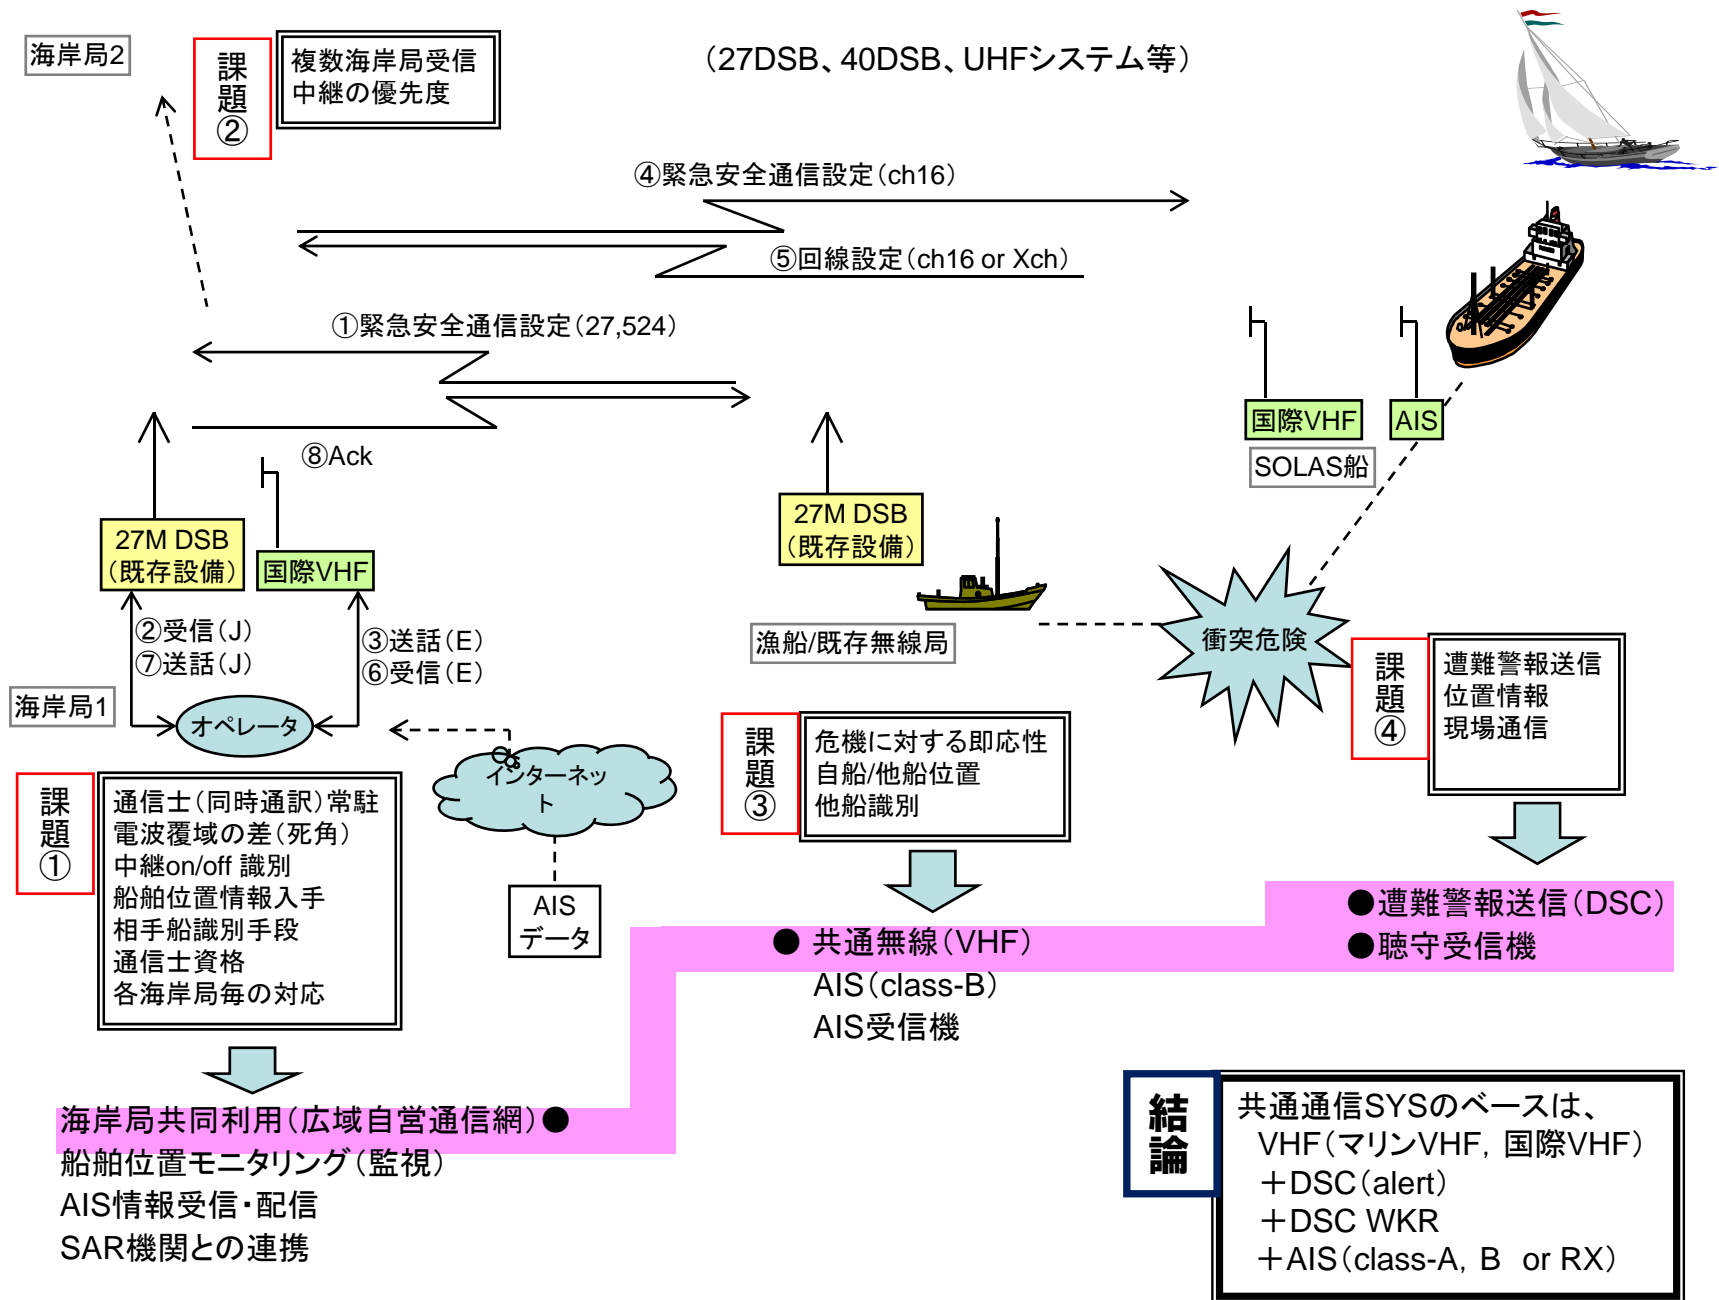 海岸局2
課題②
複数海岸局受信
中継の優先度
（27DSB、40DSB、UHFシステム等）
④緊急安全通信設定（ch16）
⑤回線設定（ch16 or Xch）
①緊急安全通信設定（27,524）
⑧Ack
国際VHF
AIS
SOLAS船
27M DSB
（既存設備）
国際VHF
27M DSB
（既存設備）
②受信（J）
⑦送話（J）
③送話（E）
⑥受信（E）
漁船/既存無線局
衝突危険
海岸局1
オペレータ
課題④
遭難警報送信
位置情報
現場通信
課題③
危機に対する即応性
自船/他船位置
他船識別
インターネッ
ト
課題①
通信士（同時通訳）常駐
電波覆域の差（死角）
中継on/off 識別
船舶位置情報入手
相手船識別手段
通信士資格
各海岸局毎の対応
AIS
データ
●遭難警報送信（DSC）
●聴守受信機
● 共通無線（VHF）
AIS（class-B）
AIS受信機
海岸局共同利用（広域自営通信網）●
船舶位置モニタリング（監視）
AIS情報受信・配信
SAR機関との連携
結論
共通通信SYSのベースは、
VHF（マリンVHF，国際VHF）
＋DSC（alert）
＋DSC WKR
＋AIS（class-A，B or RX）